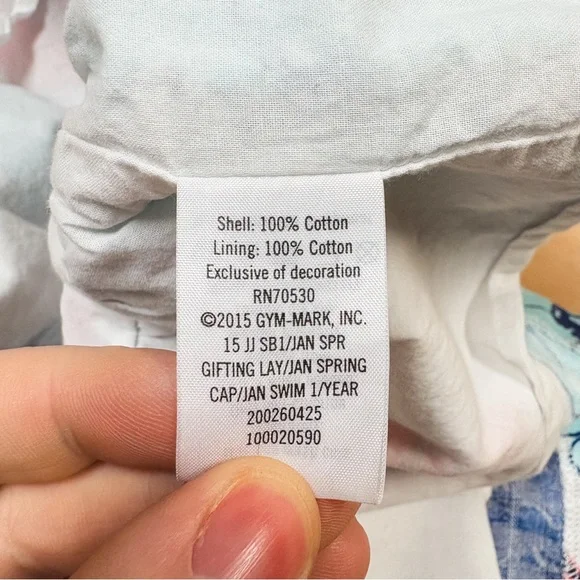 Shell: 100% Cotton
Lining: 100% Cotton
Exclusive of decoration
RN70530
©2015 GYM-MARK, INC.
15 JJ SB1/JAN SPR
GIFTING LAY/JAN SPRING
CAP/JAN SWIM 1/YEAR
200260425
100020590